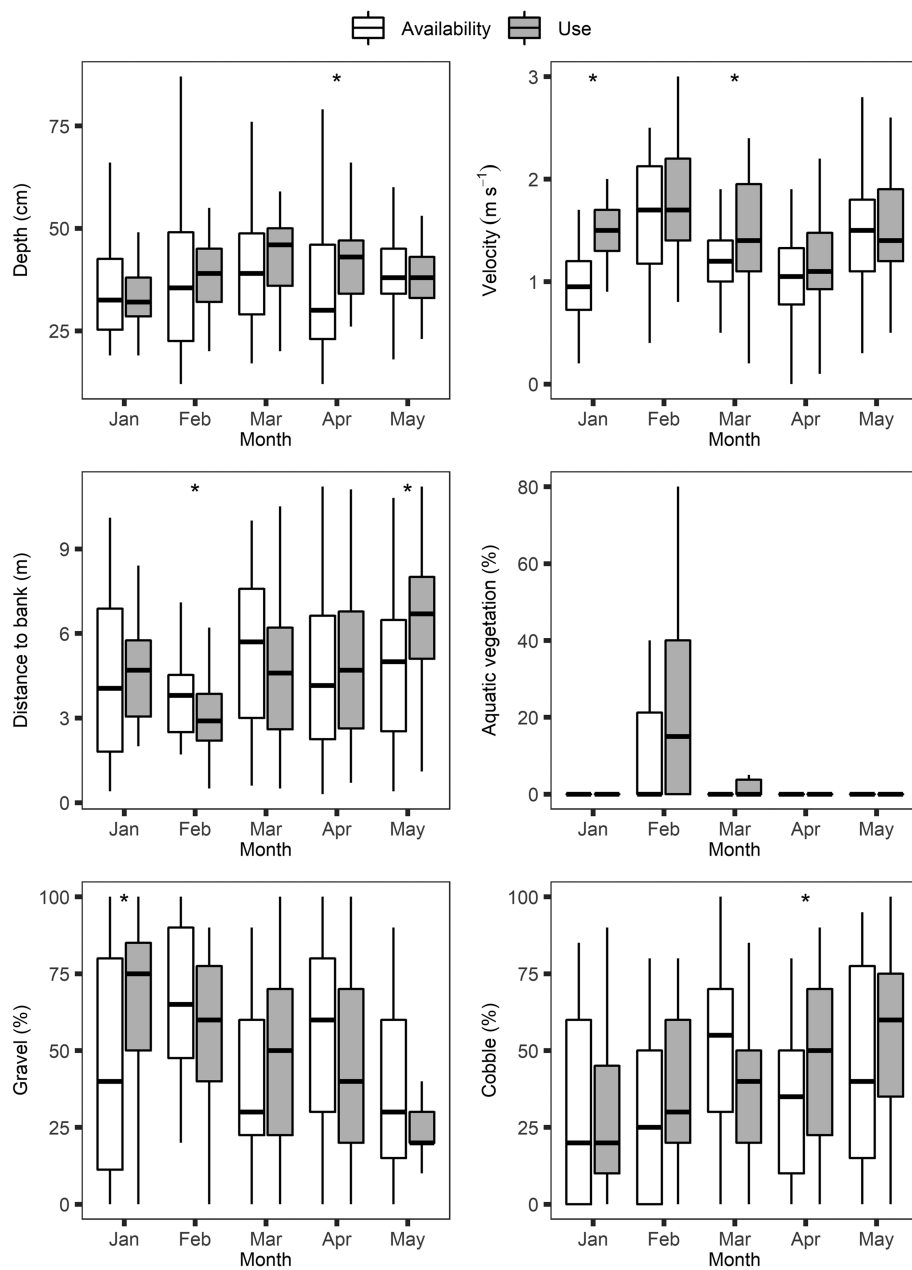 Availability Use
Depth (cm)
75
50
25
*
Jan Feb Mar Apr May
Month
Velocity (m s⁻¹)
3
2
1
0
* *
Jan Feb Mar Apr May
Month
Distance to bank (m)
9
6
3
0
* *
Jan Feb Mar Apr May
Month
Aquatic vegetation (%)
80
60
40
20
0
Jan Feb Mar Apr May
Month
Gravel (%)
100
75
50
25
0
*
Jan Feb Mar Apr May
Month
Cobble (%)
100
75
50
25
0
*
Jan Feb Mar Apr May
Month